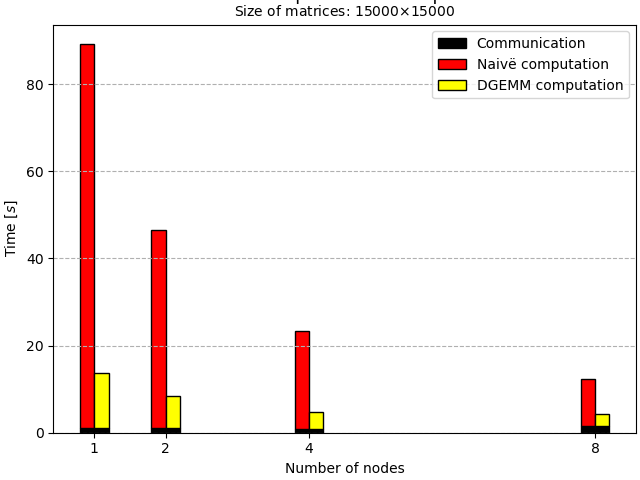 Size of matrices: 15000×15000
Communication
Naivë computation
DGEMM computation
80
60
40
20
0
Time [s]
1 2 4 8
Number of nodes